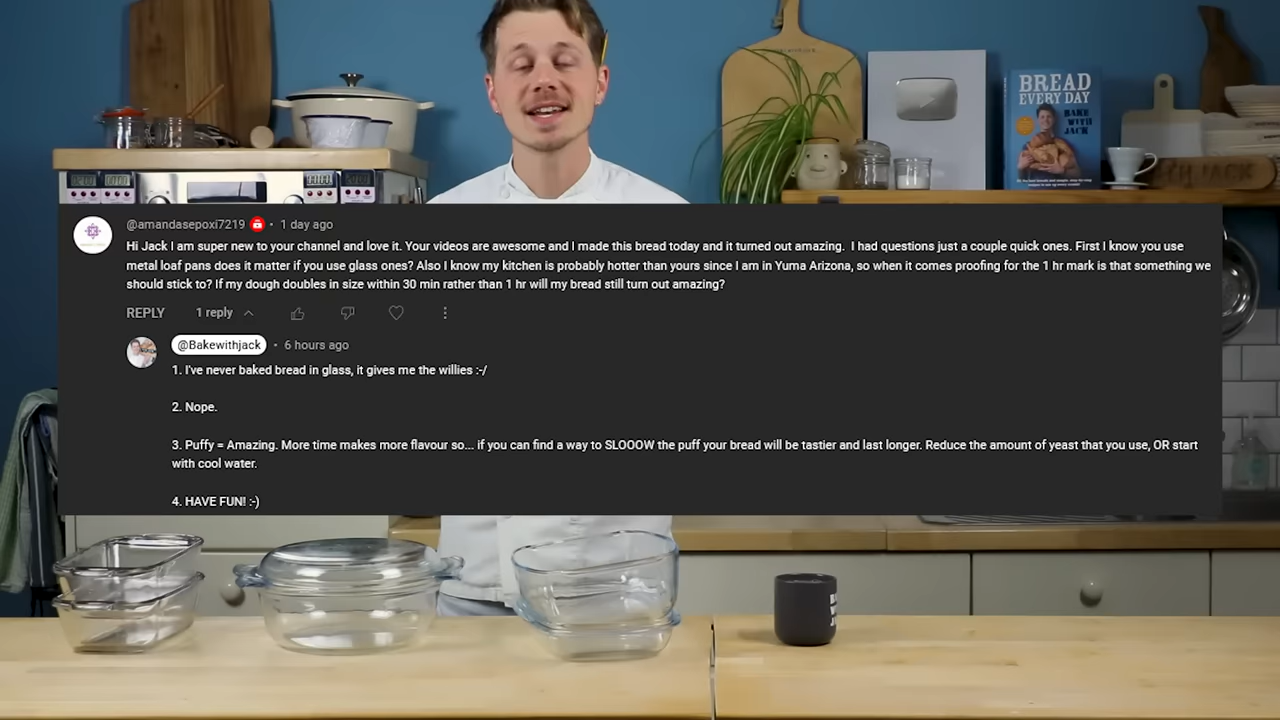 BREAD
EVERY DAY
BAKE
WITH
JACK
@amandasepoxi7219 • 1 day ago
Hi Jack I am super new to your channel and love it. Your videos are awesome and I made this bread today and it turned out amazing. I had questions just a couple quick ones. First I know you use
metal loaf pans does it matter if you use glass ones? Also I know my kitchen is probably hotter than yours since I am in Yuma Arizona, so when it comes proofing for the 1 hr mark is that something we
should stick to? If my dough doubles in size within 30 min rather than 1 hr will my bread still turn out amazing?
REPLY 1 reply
@Bakewithjack • 6 hours ago
1. I've never baked bread in glass, it gives me the willies :-/
2. Nope.
3. Puffy = Amazing. More time makes more flavour so... if you can find a way to SLOOOW the puff your bread will be tastier and last longer. Reduce the amount of yeast that you use, OR start
with cool water.
4. HAVE FUN! :-)